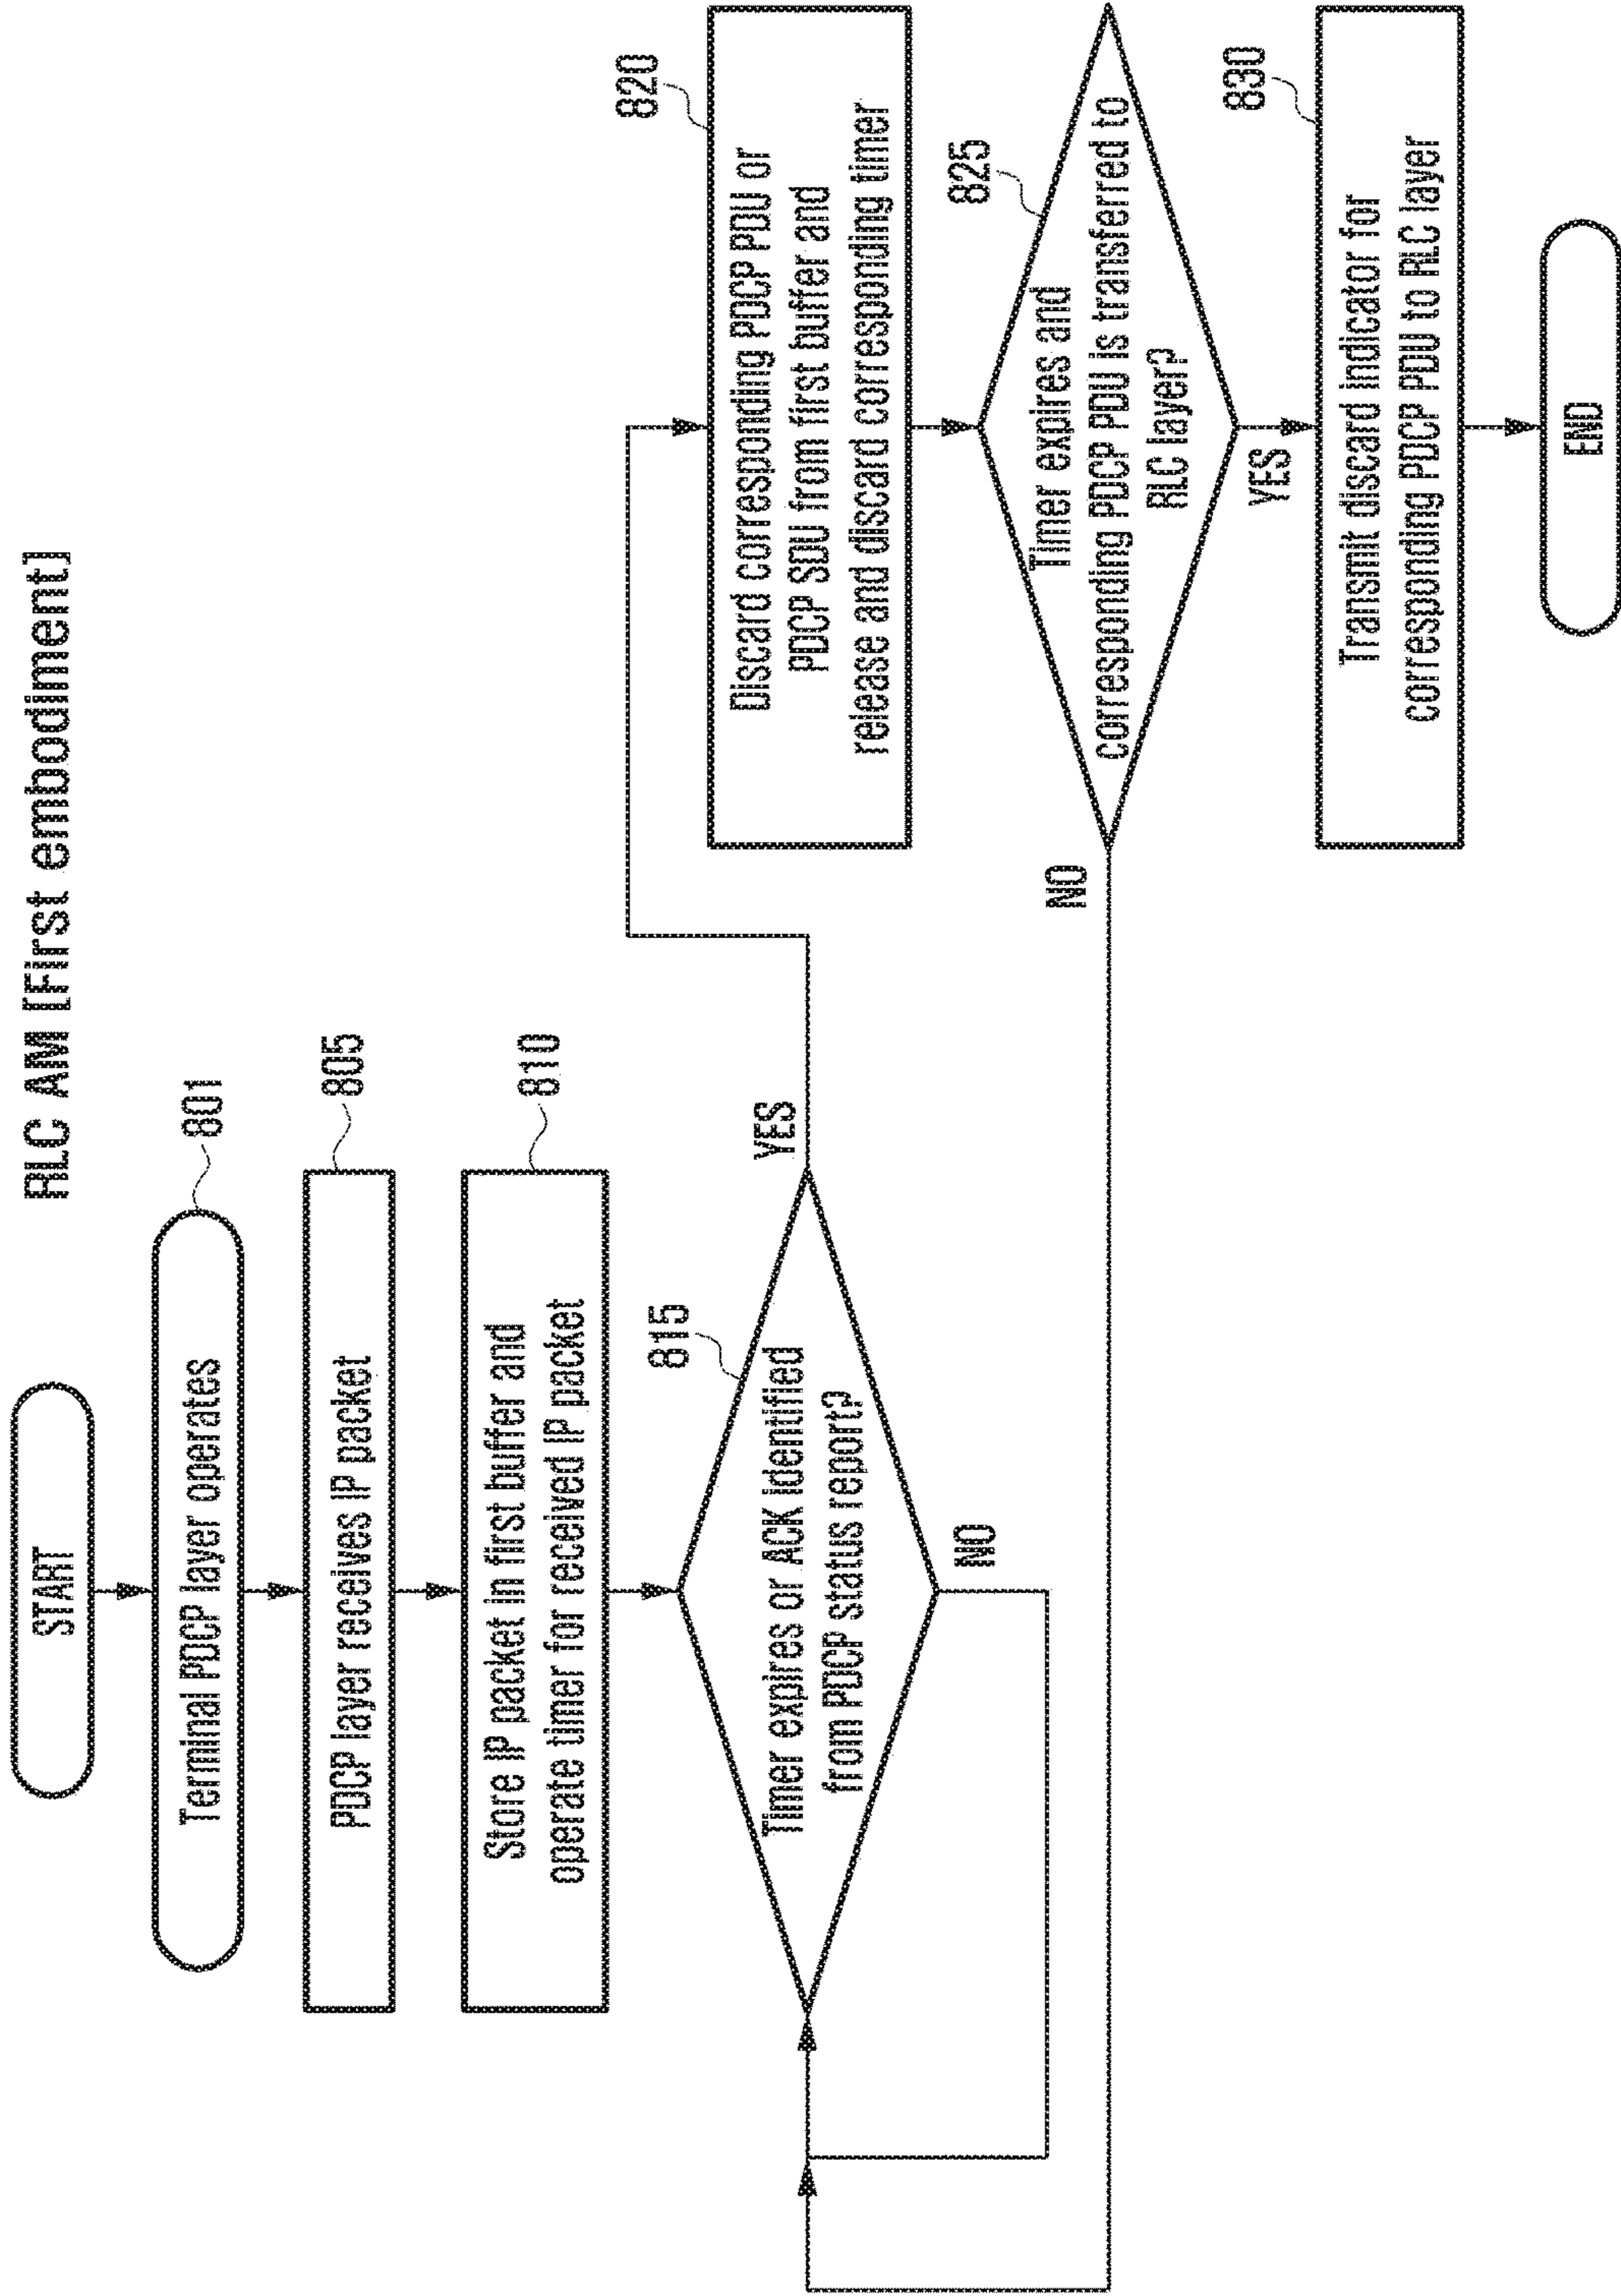 RLC AM [First embodiment]
START
801
Terminal PDCP layer operates
805
PDCP layer receives IP packet
810
Store IP packet in first buffer and
operate timer for received IP packet
815
Timer expires or ACK identified
from PDCP status report?
YES
NO
820
Discard corresponding PDCP PDU or
PDCP SDU from first buffer and
release and discard corresponding timer
825
Timer expires and
corresponding PDCP PDU is transferred to
RLC layer?
NO
YES
830
Transmit discard indicator for
corresponding PDCP PDU to RLC layer
END